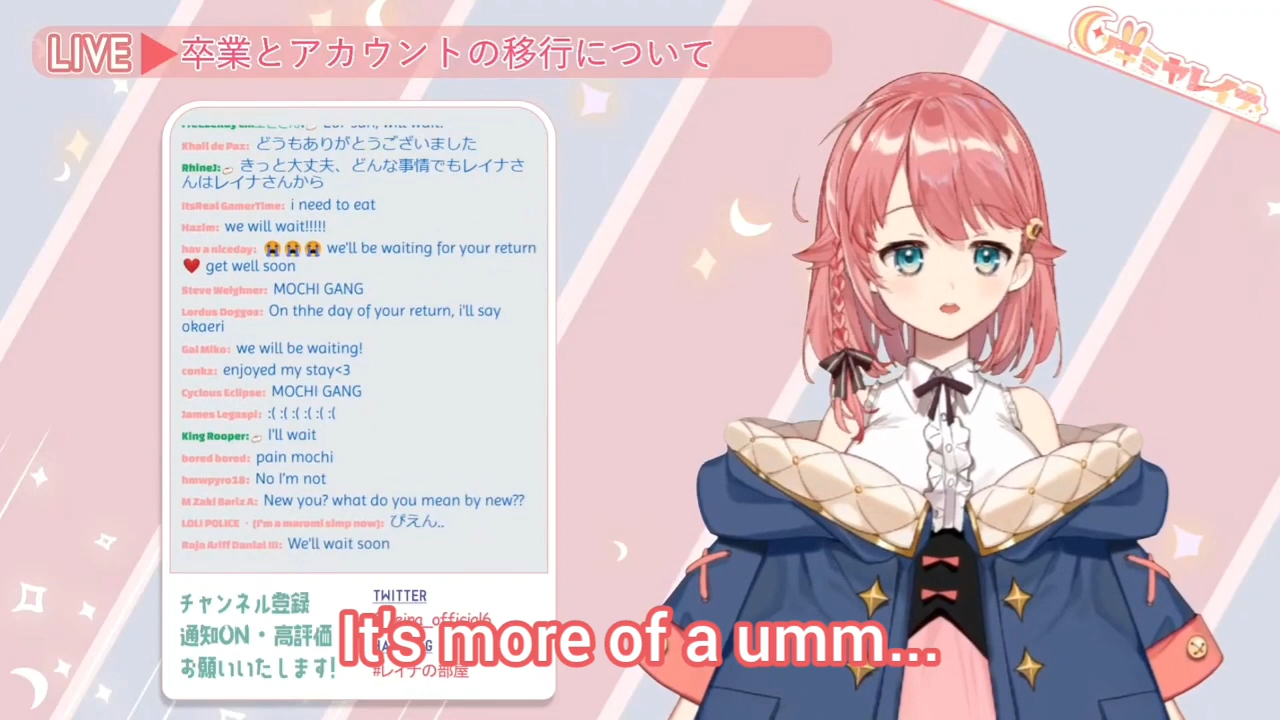 LIVE 卒業とアカウントの移行について
ウサミヤレイナ
Khail de Paz: どうもありがとうございました
RhineJ: きっと大丈夫、どんな事情でもレイナさ
んはレイナさんから
ItsReal GamerTime: i need to eat
Hazim: we will wait!!!!!
hav a niceday: 😭😭😭 we'll be waiting for your return
❤️ get well soon
Steve Weighner: MOCHI GANG
Lordus Doggos: On thhe day of your return, i'll say
okaeri
Gal Miko: we will be waiting!
conkz: enjoyed my stay<3
Cyclous Eclipse: MOCHI GANG
James Legaspi: :( :( :( :( :( :(
King Rooper: I'll wait
bored bored: pain mochi
hmwpyro18: No I'm not
M Zaki Bariz A: New you? what do you mean by new??
LOLI POLICE・(I'm a maromi simp now): ぴえん..
Raja Ariff Danial III: We'll wait soon
チャンネル登録
通知ON・高評価
お願いいたします!
TWITTER
#レイナの部屋
It's more of a umm...